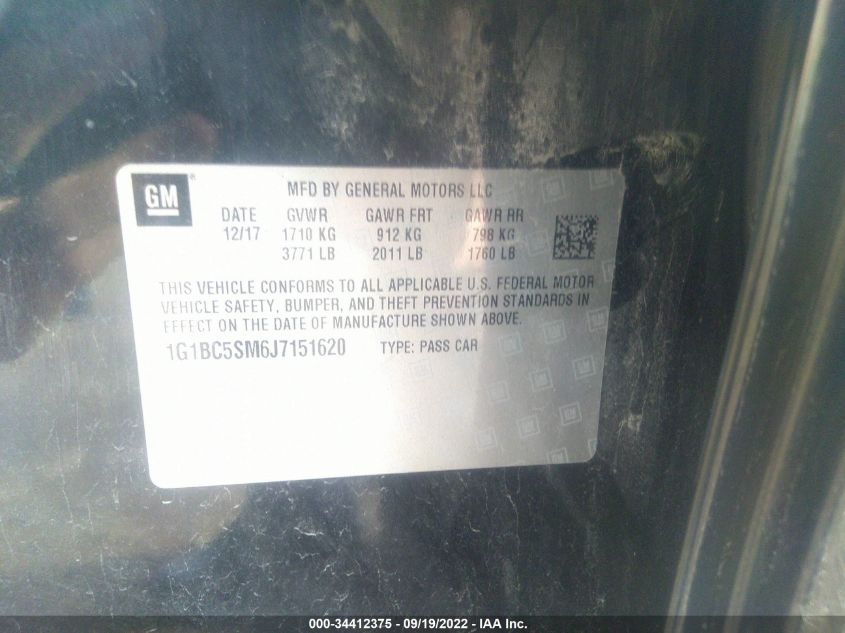 GM
MFD BY GENERAL MOTORS LLC
DATE GVWR GAWR FRT GAWR RR
12/17 1710 KG 912 KG 798 KG
3771 LB 2011 LB 1760 LB
THIS VEHICLE CONFORMS TO ALL APPLICABLE U.S. FEDERAL MOTOR
VEHICLE SAFETY, BUMPER, AND THEFT PREVENTION STANDARDS IN
EFFECT ON THE DATE OF MANUFACTURE SHOWN ABOVE.
1G1BC5SM6J7151620 TYPE: PASS CAR
000-34412375 - 09/19/2022 - IAA Inc.